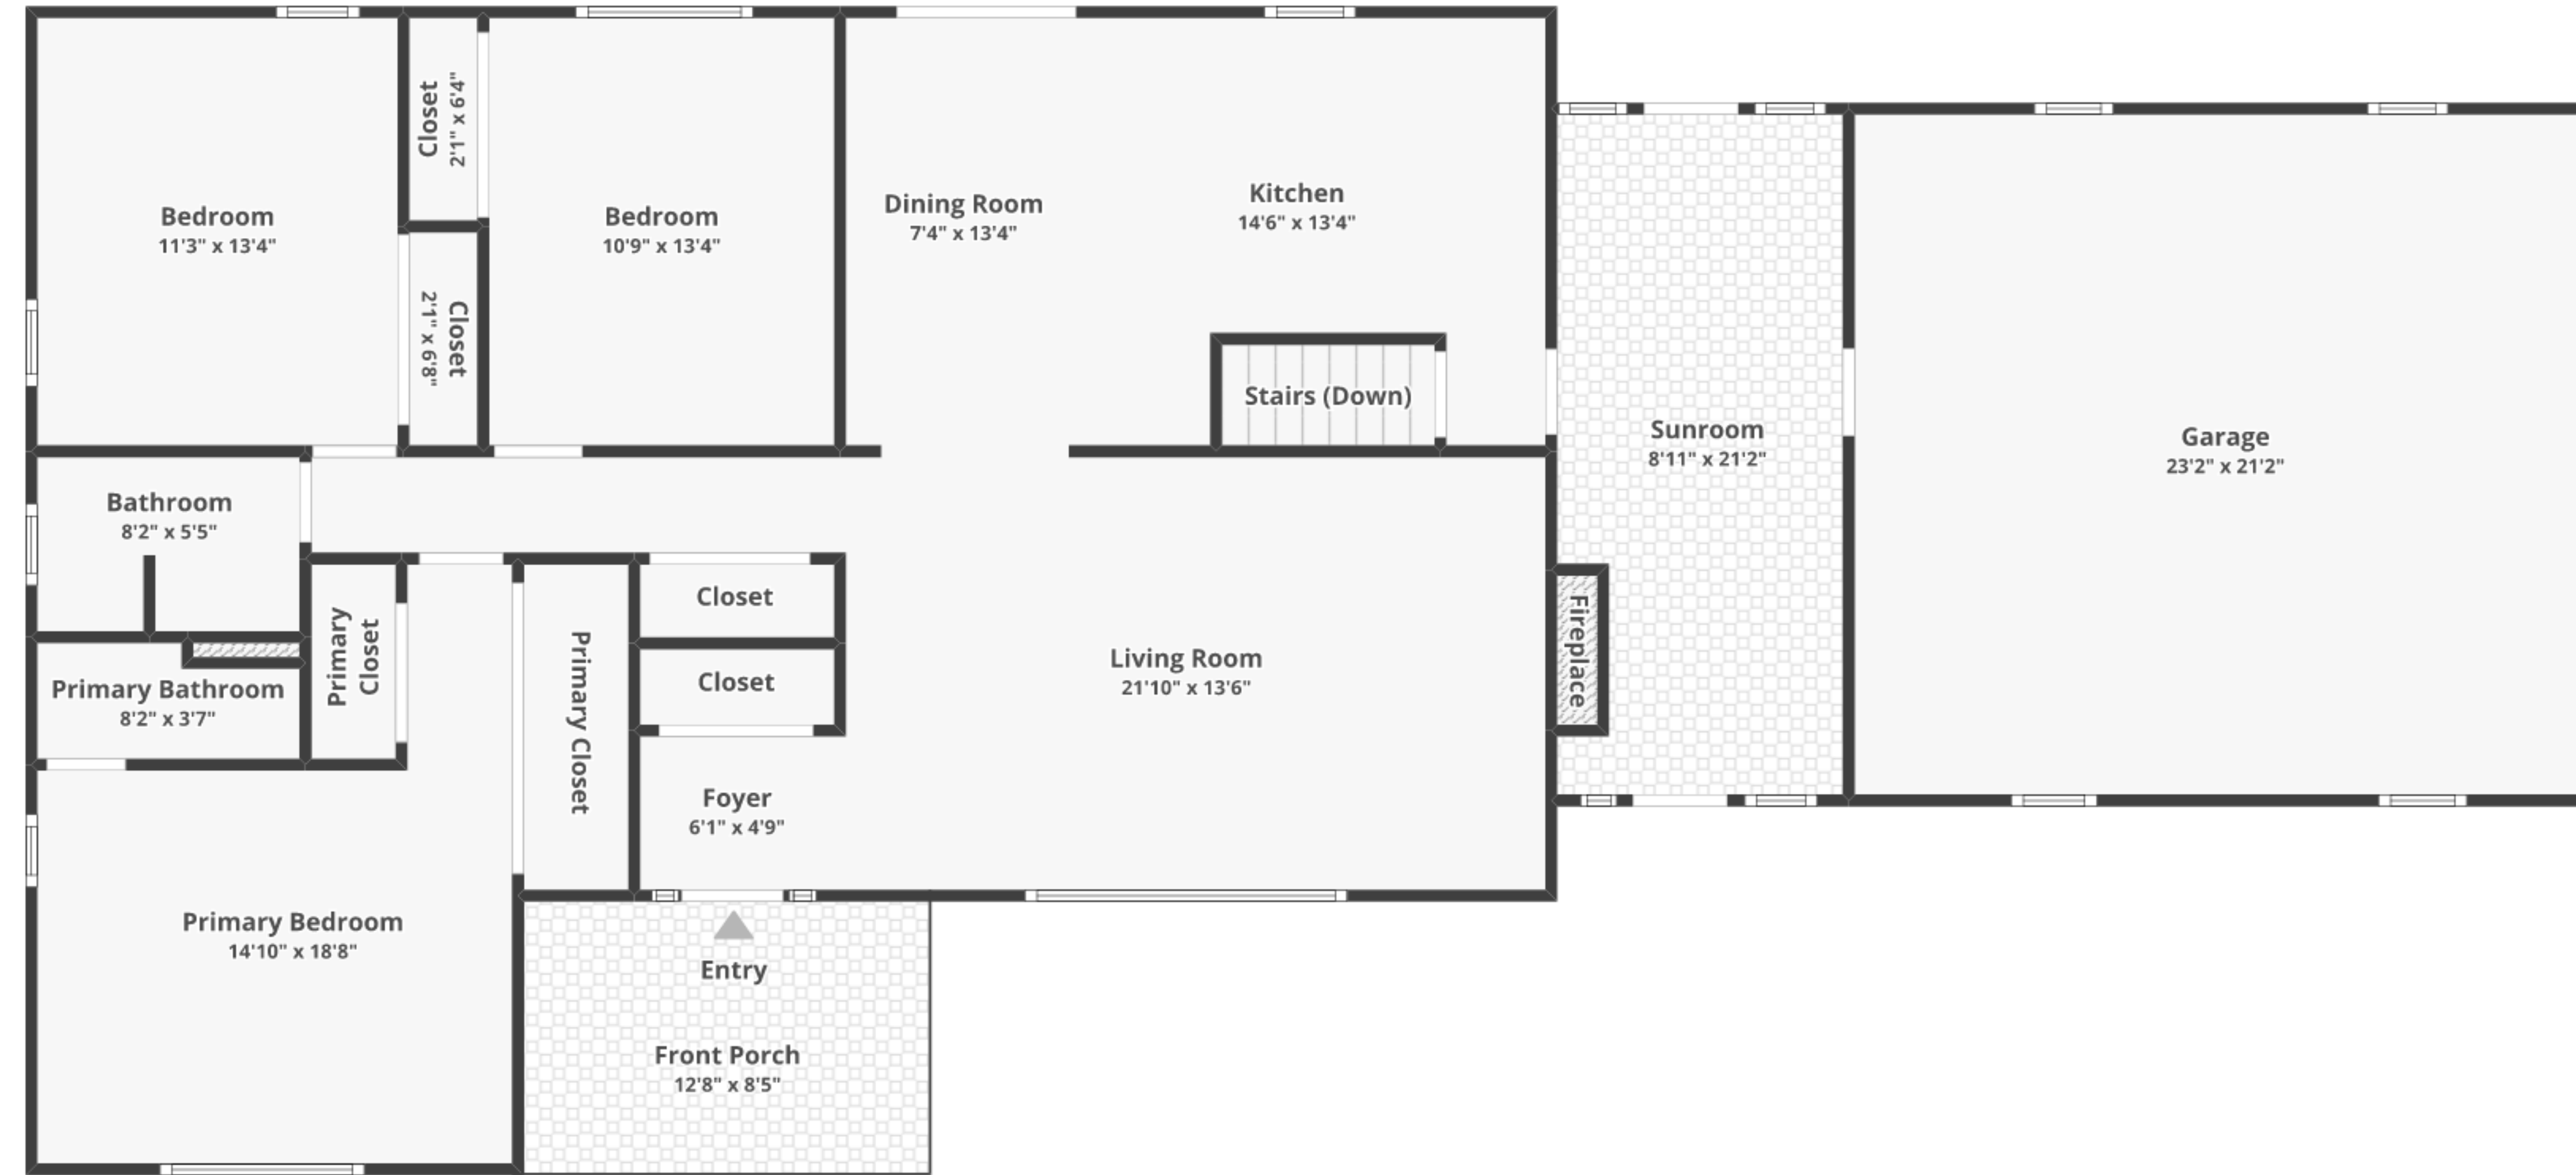 Bedroom
11'3" x 13'4"
Closet
2'1" x 6'4"
Closet
2'1" x 6'8"
Bedroom
10'9" x 13'4"
Dining Room
7'4" x 13'4"
Kitchen
14'6" x 13'4"
Stairs (Down)
Sunroom
8'11" x 21'2"
Garage
23'2" x 21'2"
Bathroom
8'2" x 5'5"
Primary Bathroom
8'2" x 3'7"
Primary
Closet
Primary Closet
Closet
Closet
Foyer
6'1" x 4'9"
Living Room
21'10" x 13'6"
Fireplace
Primary Bedroom
14'10" x 18'8"
Entry
Front Porch
12'8" x 8'5"